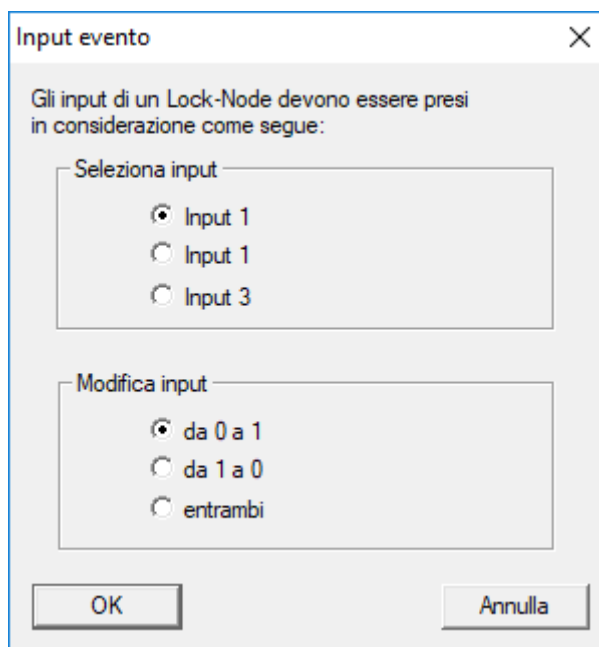 Input evento
Gli input di un Lock-Node devono essere presi
in considerazione come segue:
Seleziona input
Input 1
Input 1
Input 3
Modifica input
da 0 a 1
da 1 a 0
entrambi
OK
Annulla